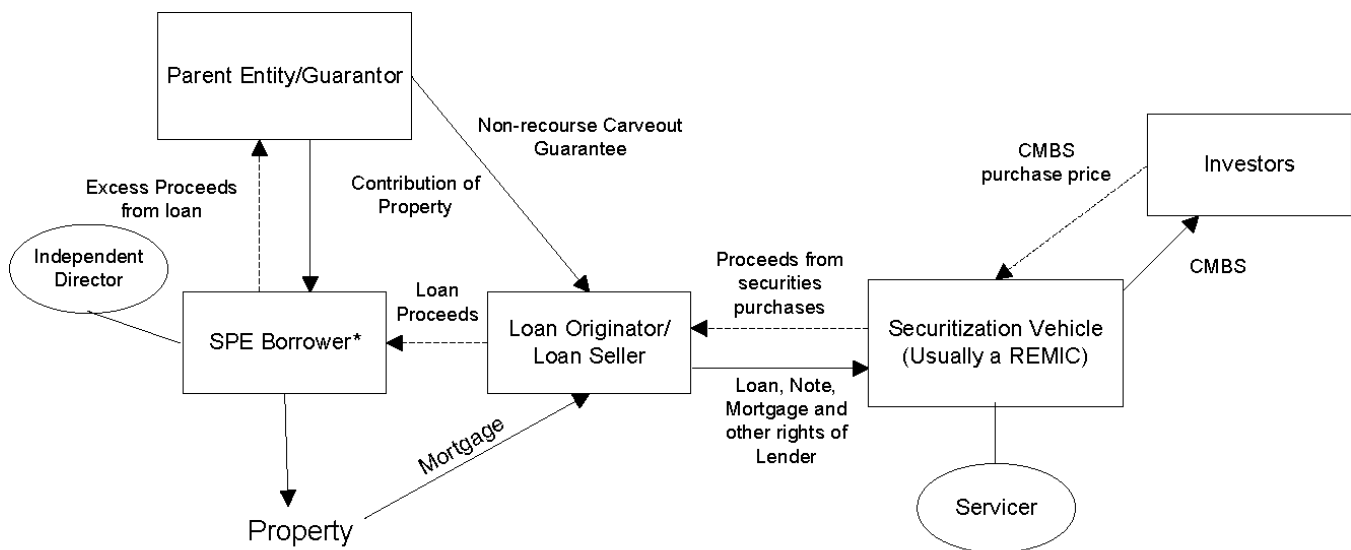 Parent Entity/Guarantor
Non-recourse Carveout
Guarantee
CMBS
purchase price
Investors
Excess Proceeds
from loan
Contribution of
Property
Independent
Director
Proceeds from
securities
purchases
CMBS
Loan
Proceeds
SPE Borrower*
Loan Originator/
Loan Seller
Securitization Vehicle
(Usually a REMIC)
Loan, Note,
Mortgage and
other rights of
Lender
Mortgage
Property
Servicer